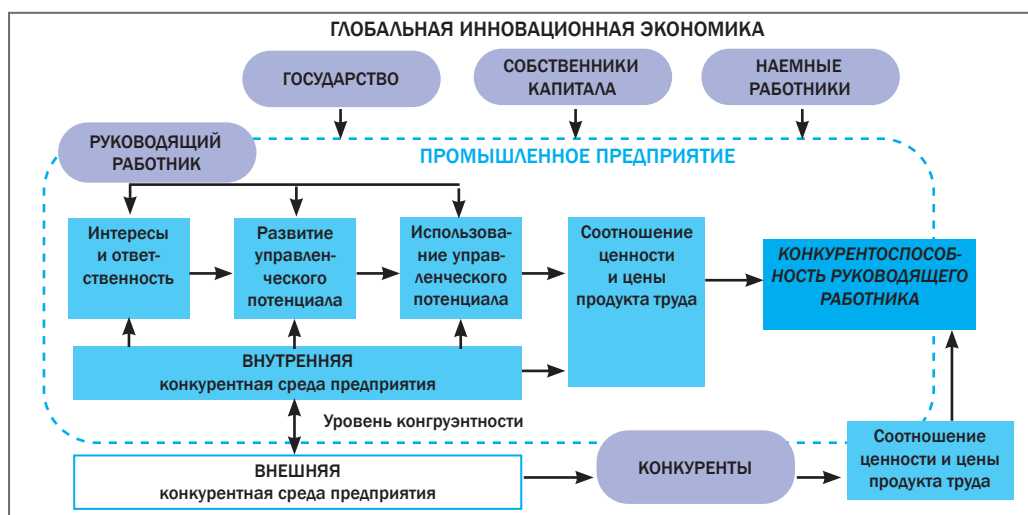 ГЛОБАЛЬНАЯ ИННОВАЦИОННАЯ ЭКОНОМИКА
ГОСУДАРСТВО
СОБСТВЕННИКИ
КАПИТАЛА
НАЕМНЫЕ
РАБОТНИКИ
РУКОВОДЯЩИЙ
РАБОТНИК
ПРОМЫШЛЕННОЕ ПРЕДПРИЯТИЕ
Интересы
и ответ-
ственность
Развитие
управлен-
ческого
потенциала
Использова-
ние управ-
ленческого
потенциала
Соотношение
ценности
и цены
продукта труда
КОНКУРЕНТОСПОСОБ-
НОСТЬ РУКОВОДЯЩЕГО
РАБОТНИКА
ВНУТРЕННЯЯ
конкурентная среда предприятия
Уровень конгруэнтности
ВНЕШНЯЯ
конкурентная среда предприятия
КОНКУРЕНТЫ
Соотношение
ценности и цены
продукта труда